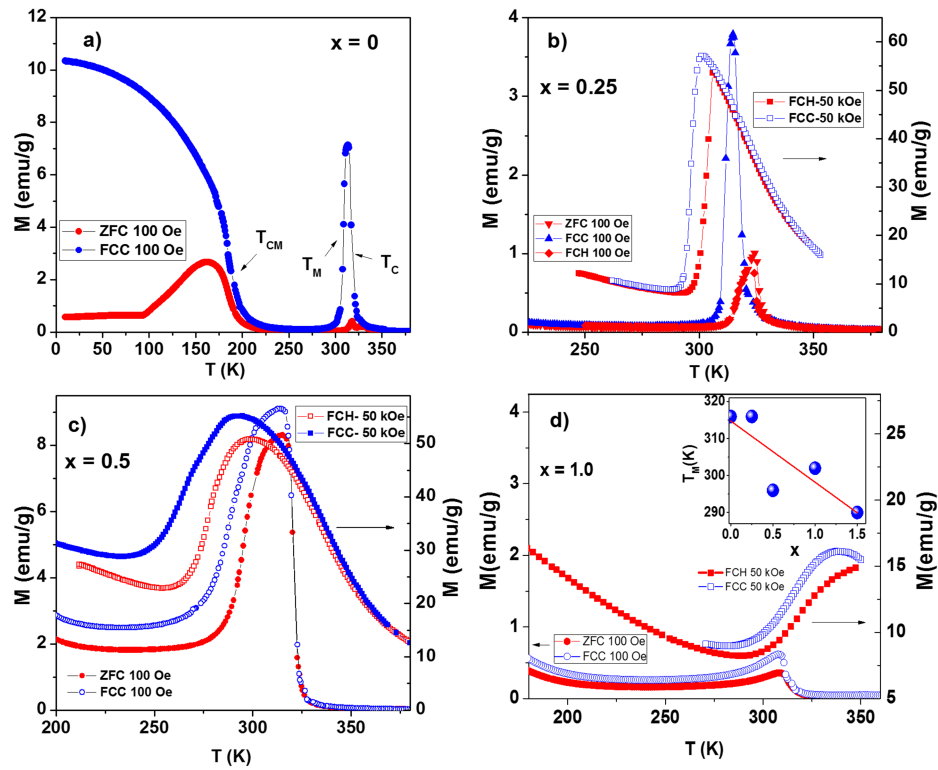 a)
x = 0
12
10
8
6
4
2
0
M (emu/g)
ZFC 100 Oe
FCC 100 Oe
T_CM
T_M
T_C
0 50 100 150 200 250 300 350
T (K)
b)
x = 0.25
4
3
2
1
0
M (emu/g)
FCH-50 kOe
FCC-50 kOe
ZFC 100 Oe
FCC 100 Oe
FCH 100 Oe
60
50
40
30
20
10
0
M (emu/g)
250 300 350
T (K)
c)
x = 0.5
8
6
4
2
0
M (emu/g)
FCH- 50 kOe
FCC- 50 kOe
ZFC 100 Oe
FCC 100 Oe
50
40
30
20
10
0
M (emu/g)
200 250 300 350
T (K)
d)
x = 1.0
4
3
2
1
0
M(emu/g)
320
310
300
290
T_M(K)
0.0 0.5 1.0 1.5
x
FCH 50 kOe
FCC 50 kOe
ZFC 100 Oe
FCC 100 Oe
25
20
15
10
5
M (emu/g)
200 250 300 350
T (K)